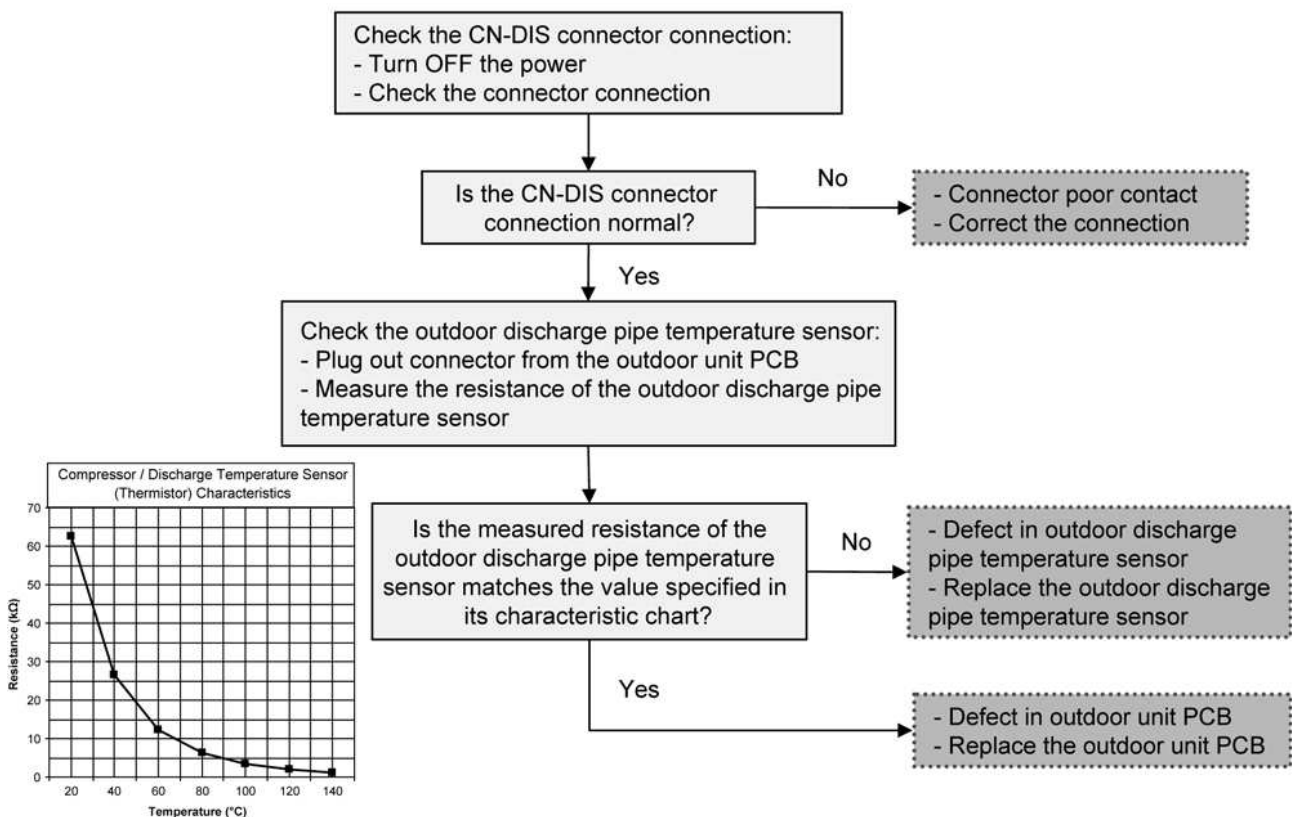 Check the CN-DIS connector connection:
- Turn OFF the power
- Check the connector connection
Is the CN-DIS connector
connection normal?
No
- Connector poor contact
- Correct the connection
Yes
Check the outdoor discharge pipe temperature sensor:
- Plug out connector from the outdoor unit PCB
- Measure the resistance of the outdoor discharge pipe
temperature sensor
Compressor / Discharge Temperature Sensor
(Thermistor) Characteristics
70
60
50
40
30
20
10
0
Resistance (kΩ)
20 40 60 80 100 120 140
Temperature (°C)
Is the measured resistance of the
outdoor discharge pipe temperature
sensor matches the value specified in
its characteristic chart?
No
- Defect in outdoor discharge
pipe temperature sensor
- Replace the outdoor discharge
pipe temperature sensor
Yes
- Defect in outdoor unit PCB
- Replace the outdoor unit PCB